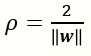 ρ = 2 / ‖w‖